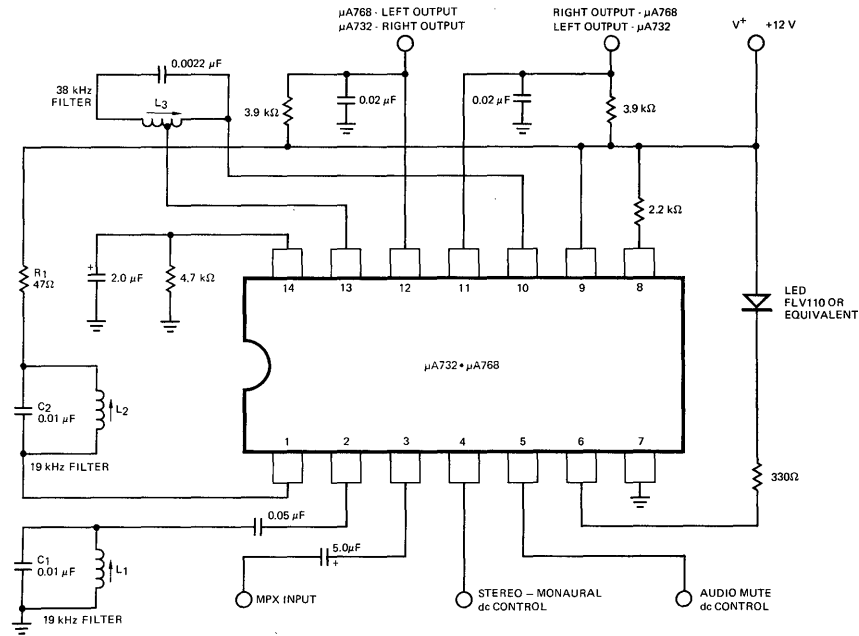 μA768 - LEFT OUTPUT
μA732 - RIGHT OUTPUT
RIGHT OUTPUT - μA768
LEFT OUTPUT - μA732
V+ +12 V
0.0022 μF
38 kHz
FILTER
L3
3.9 kΩ
0.02 μF
0.02 μF
3.9 kΩ
2.2 kΩ
R1
47Ω
+
2.0 μF
4.7 kΩ
14
13
12
11
10
9
8
LED
FLV110 OR
EQUIVALENT
μA732•μA768
C2
0.01 μF
L2
19 kHz FILTER
1
2
3
4
5
6
7
330Ω
0.05 μF
C1
0.01 μF
L1
19 kHz FILTER
5.0μF
+
MPX INPUT
STEREO – MONAURAL
dc CONTROL
AUDIO MUTE
dc CONTROL